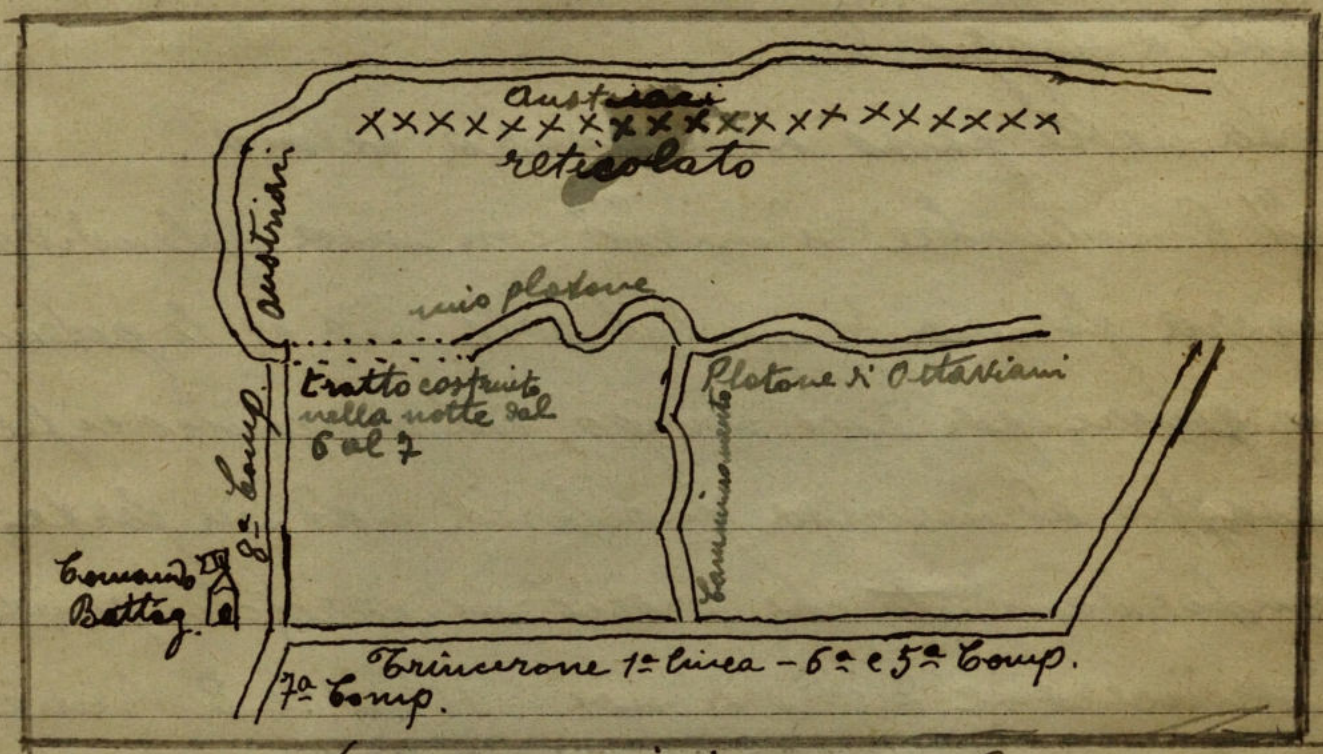 austriaci
reticolato
austriaci
mio plotone
tratto costruito
nella notte dal
6 al 7
Plotone di Ottaviani
Camminamento
8ª Comp.
Comando
Battag.
Trincerone 1ª linea - 6ª e 5ª Comp.
7ª Comp.